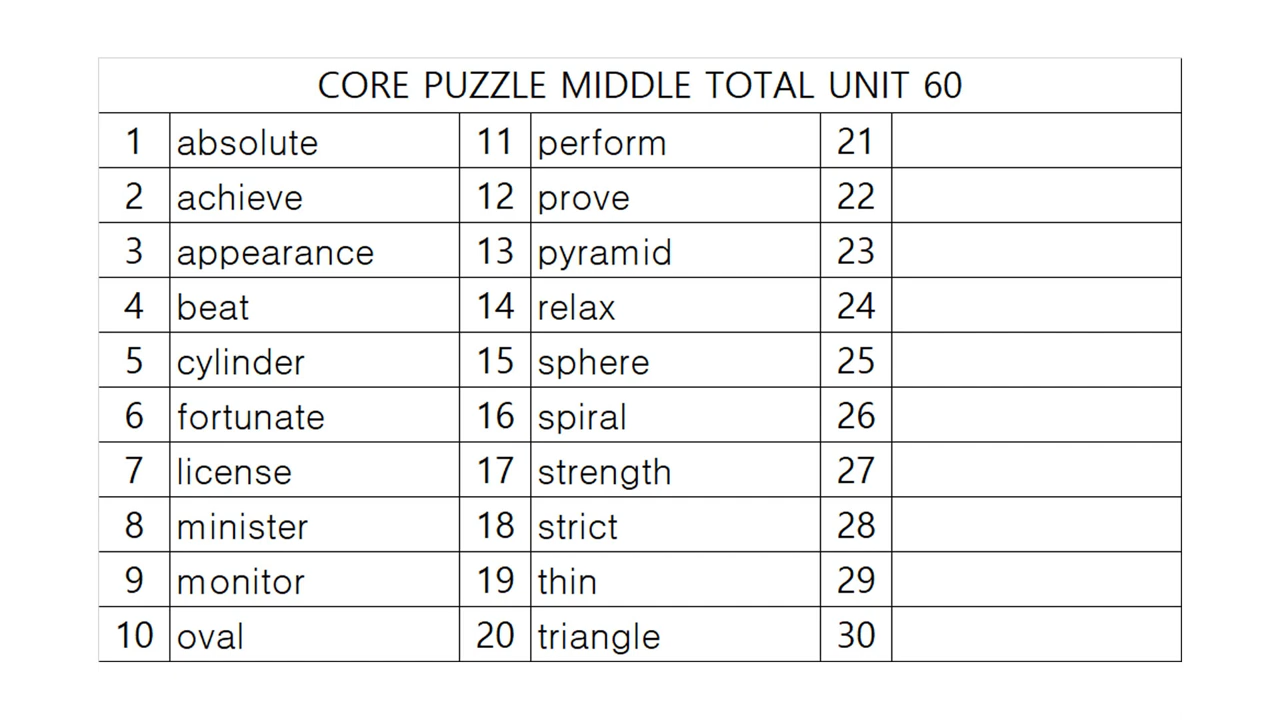 CORE PUZZLE MIDDLE TOTAL UNIT 60
1 absolute 11 perform 21
2 achieve 12 prove 22
3 appearance 13 pyramid 23
4 beat 14 relax 24
5 cylinder 15 sphere 25
6 fortunate 16 spiral 26
7 license 17 strength 27
8 minister 18 strict 28
9 monitor 19 thin 29
10 oval 20 triangle 30